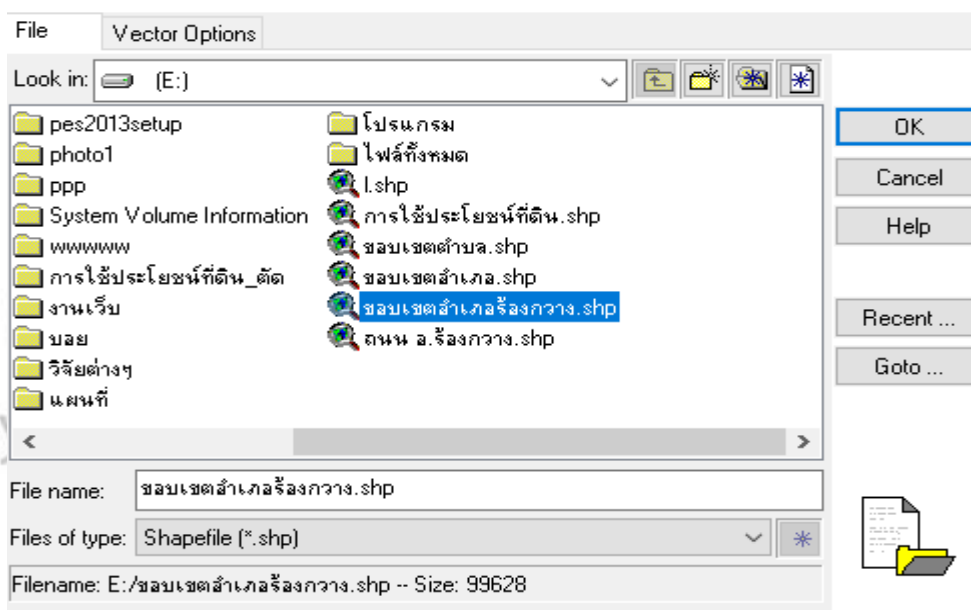 File
Vector Options
Look in: (E:)
pes2013setup
photo1
ppp
System Volume Information
wwwww
การใช้ประโยชน์ที่ดิน_ตัด
งานเว็บ
บอย
วิจัยต่างๆ
แผนที่
โปรแกรม
ไฟล์ทั้งหมด
l.shp
การใช้ประโยชน์ที่ดิน.shp
ขอบเขตตำบล.shp
ขอบเขตอำเภอ.shp
ขอบเขตอำเภอร้องกวาง.shp
ถนน อ.ร้องกวาง.shp
OK
Cancel
Help
Recent ...
Goto ...
File name: ขอบเขตอำเภอร้องกวาง.shp
Files of type: Shapefile (*.shp)
Filename: E:/ขอบเขตอำเภอร้องกวาง.shp -- Size: 99628